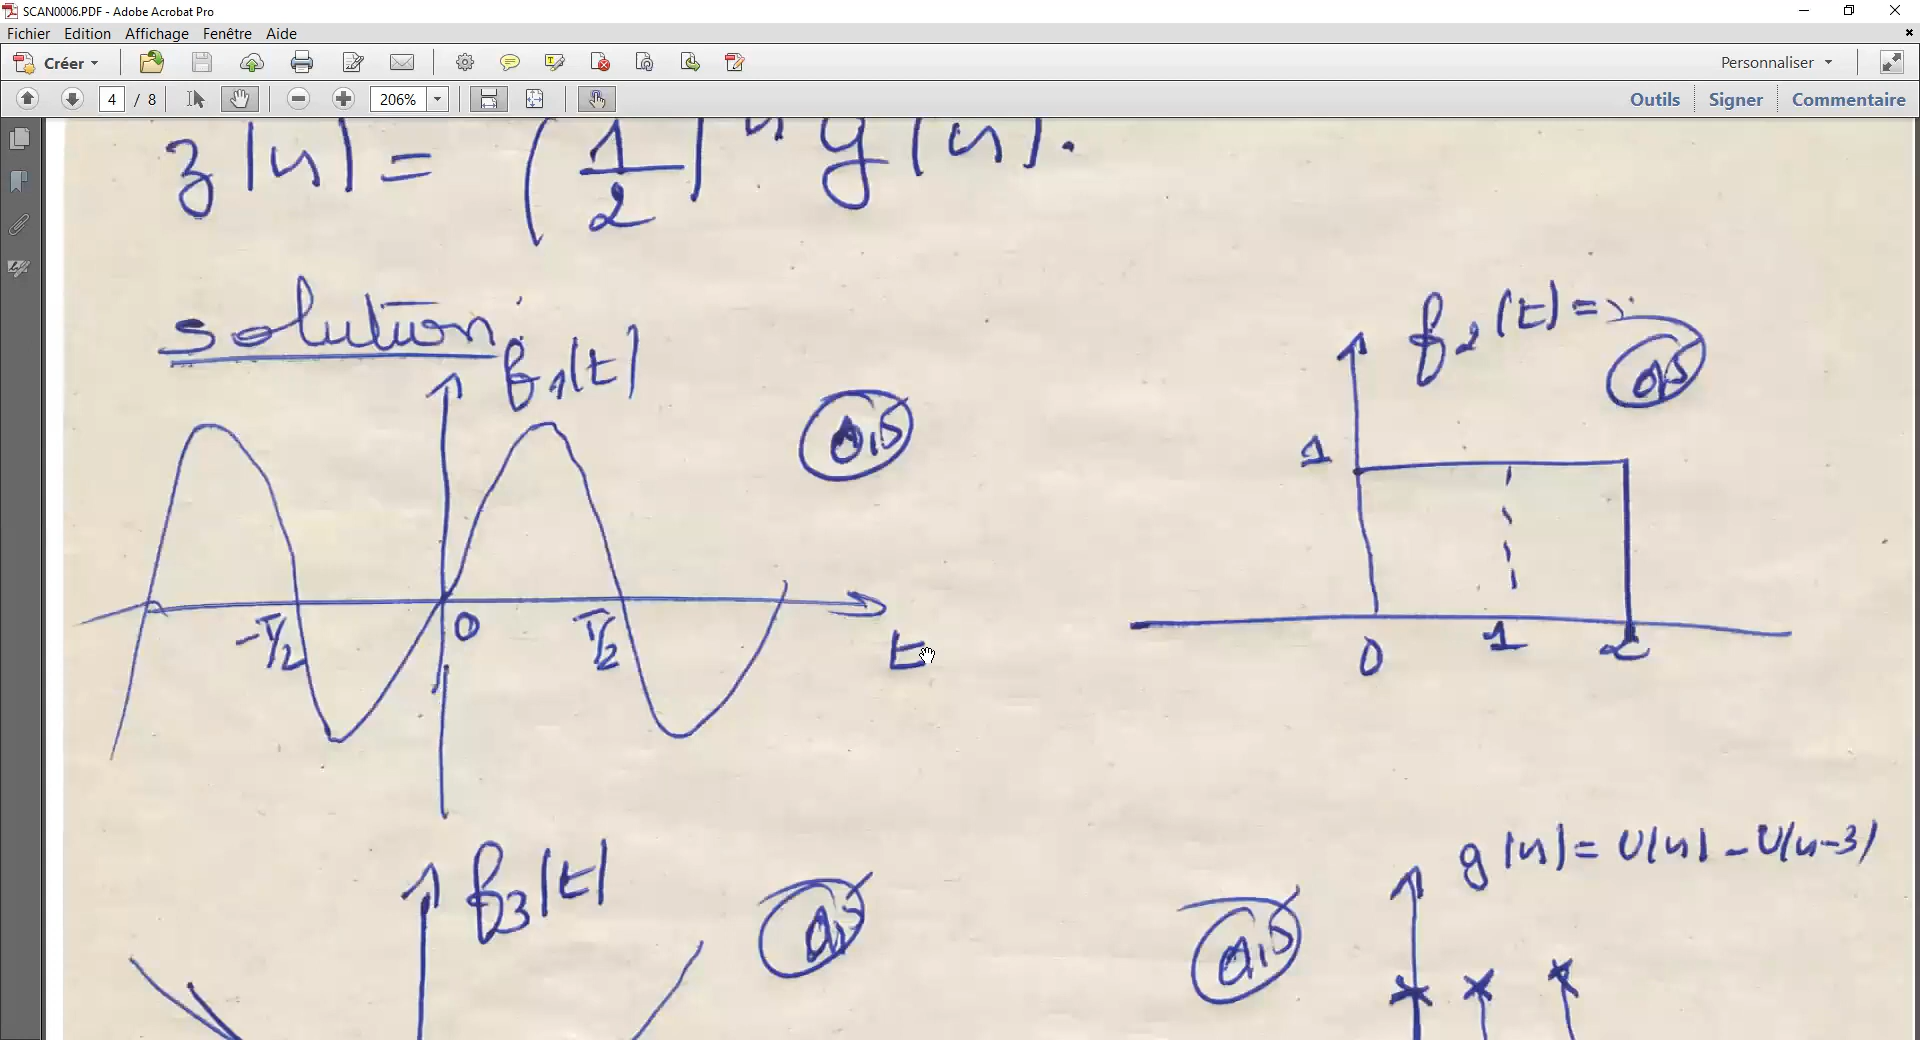 SCAN0006.PDF - Adobe Acrobat Pro
Fichier Edition Affichage Fenêtre Aide
Créer
Personnaliser
4 / 8
206%
Outils Signer Commentaire
z(n) = (1/2)^n y(n).
solution:
f1(t)
0,5
-π/2
0
π/2
t
f2(t) =
0,5
1
0
1
2
f3(t)
0,5
0,5
g(n) = U(n) - U(n-3)